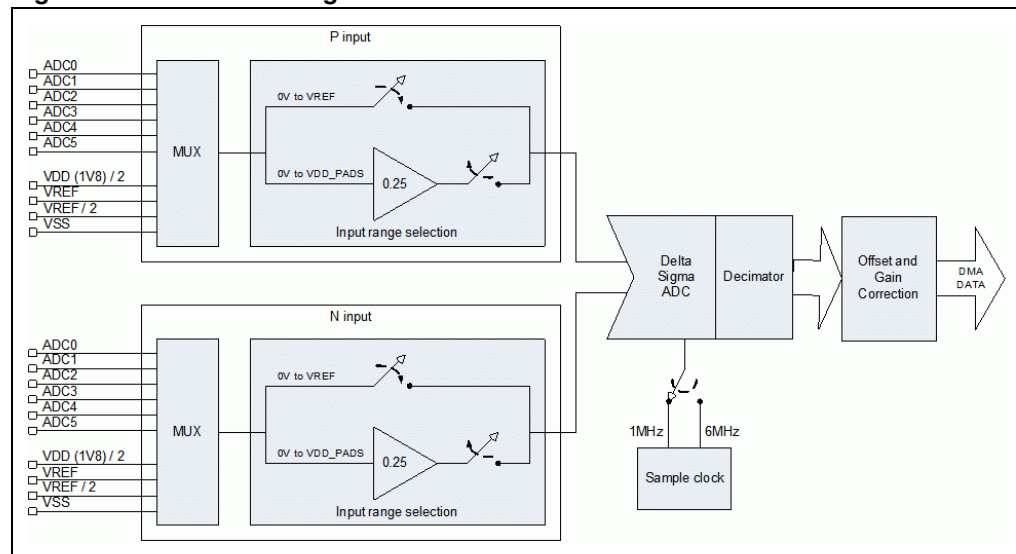 P input
ADC0
ADC1
ADC2
ADC3
ADC4
ADC5
VDD (1V8) / 2
VREF
VREF / 2
VSS
MUX
0V to VREF
0V to VDD_PADS
0.25
Input range selection
N input
ADC0
ADC1
ADC2
ADC3
ADC4
ADC5
VDD (1V8) / 2
VREF
VREF / 2
VSS
MUX
0V to VREF
0V to VDD_PADS
0.25
Input range selection
Delta
Sigma
ADC
Decimator
Offset and
Gain
Correction
DMA
DATA
1MHz
6MHz
Sample clock